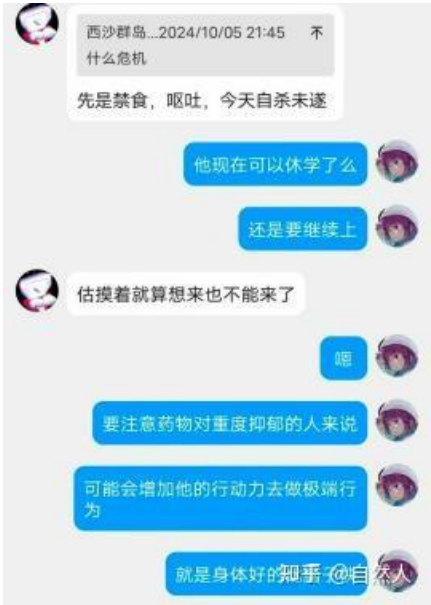 西沙群岛...2024/10/05 21:45
什么危机
先是禁食，呕吐，今天自杀未遂
他现在可以休学了么
还是要继续上
估摸着就算想来也不能来了
嗯
要注意药物对重度抑郁的人来说
可能会增加他的行动力去做极端行
为
就是身体好的
知乎 @自然人